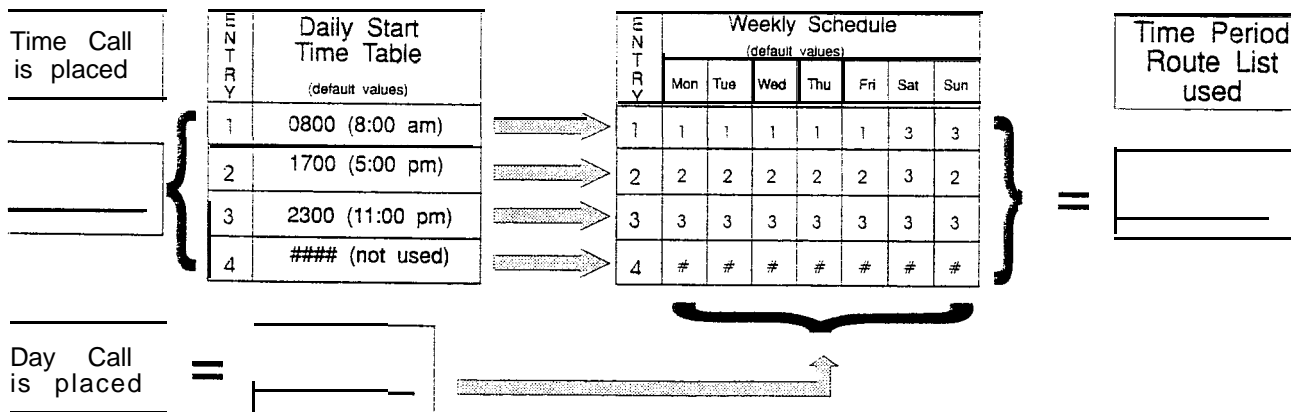 Time Call
is placed
ENTRY
Daily Start
Time Table
(default values)
1 0800 (8:00 am)
2 1700 (5:00 pm)
3 2300 (11:00 pm)
4 #### (not used)
ENTRY
Weekly Schedule
(default values)
Mon Tue Wed Thu Fri Sat Sun
1 1 1 1 1 1 3 3
2 2 2 2 2 2 3 2
3 3 3 3 3 3 3 3
4 # # # # # # #
=
Time Period
Route List
used
Day Call
is placed
=